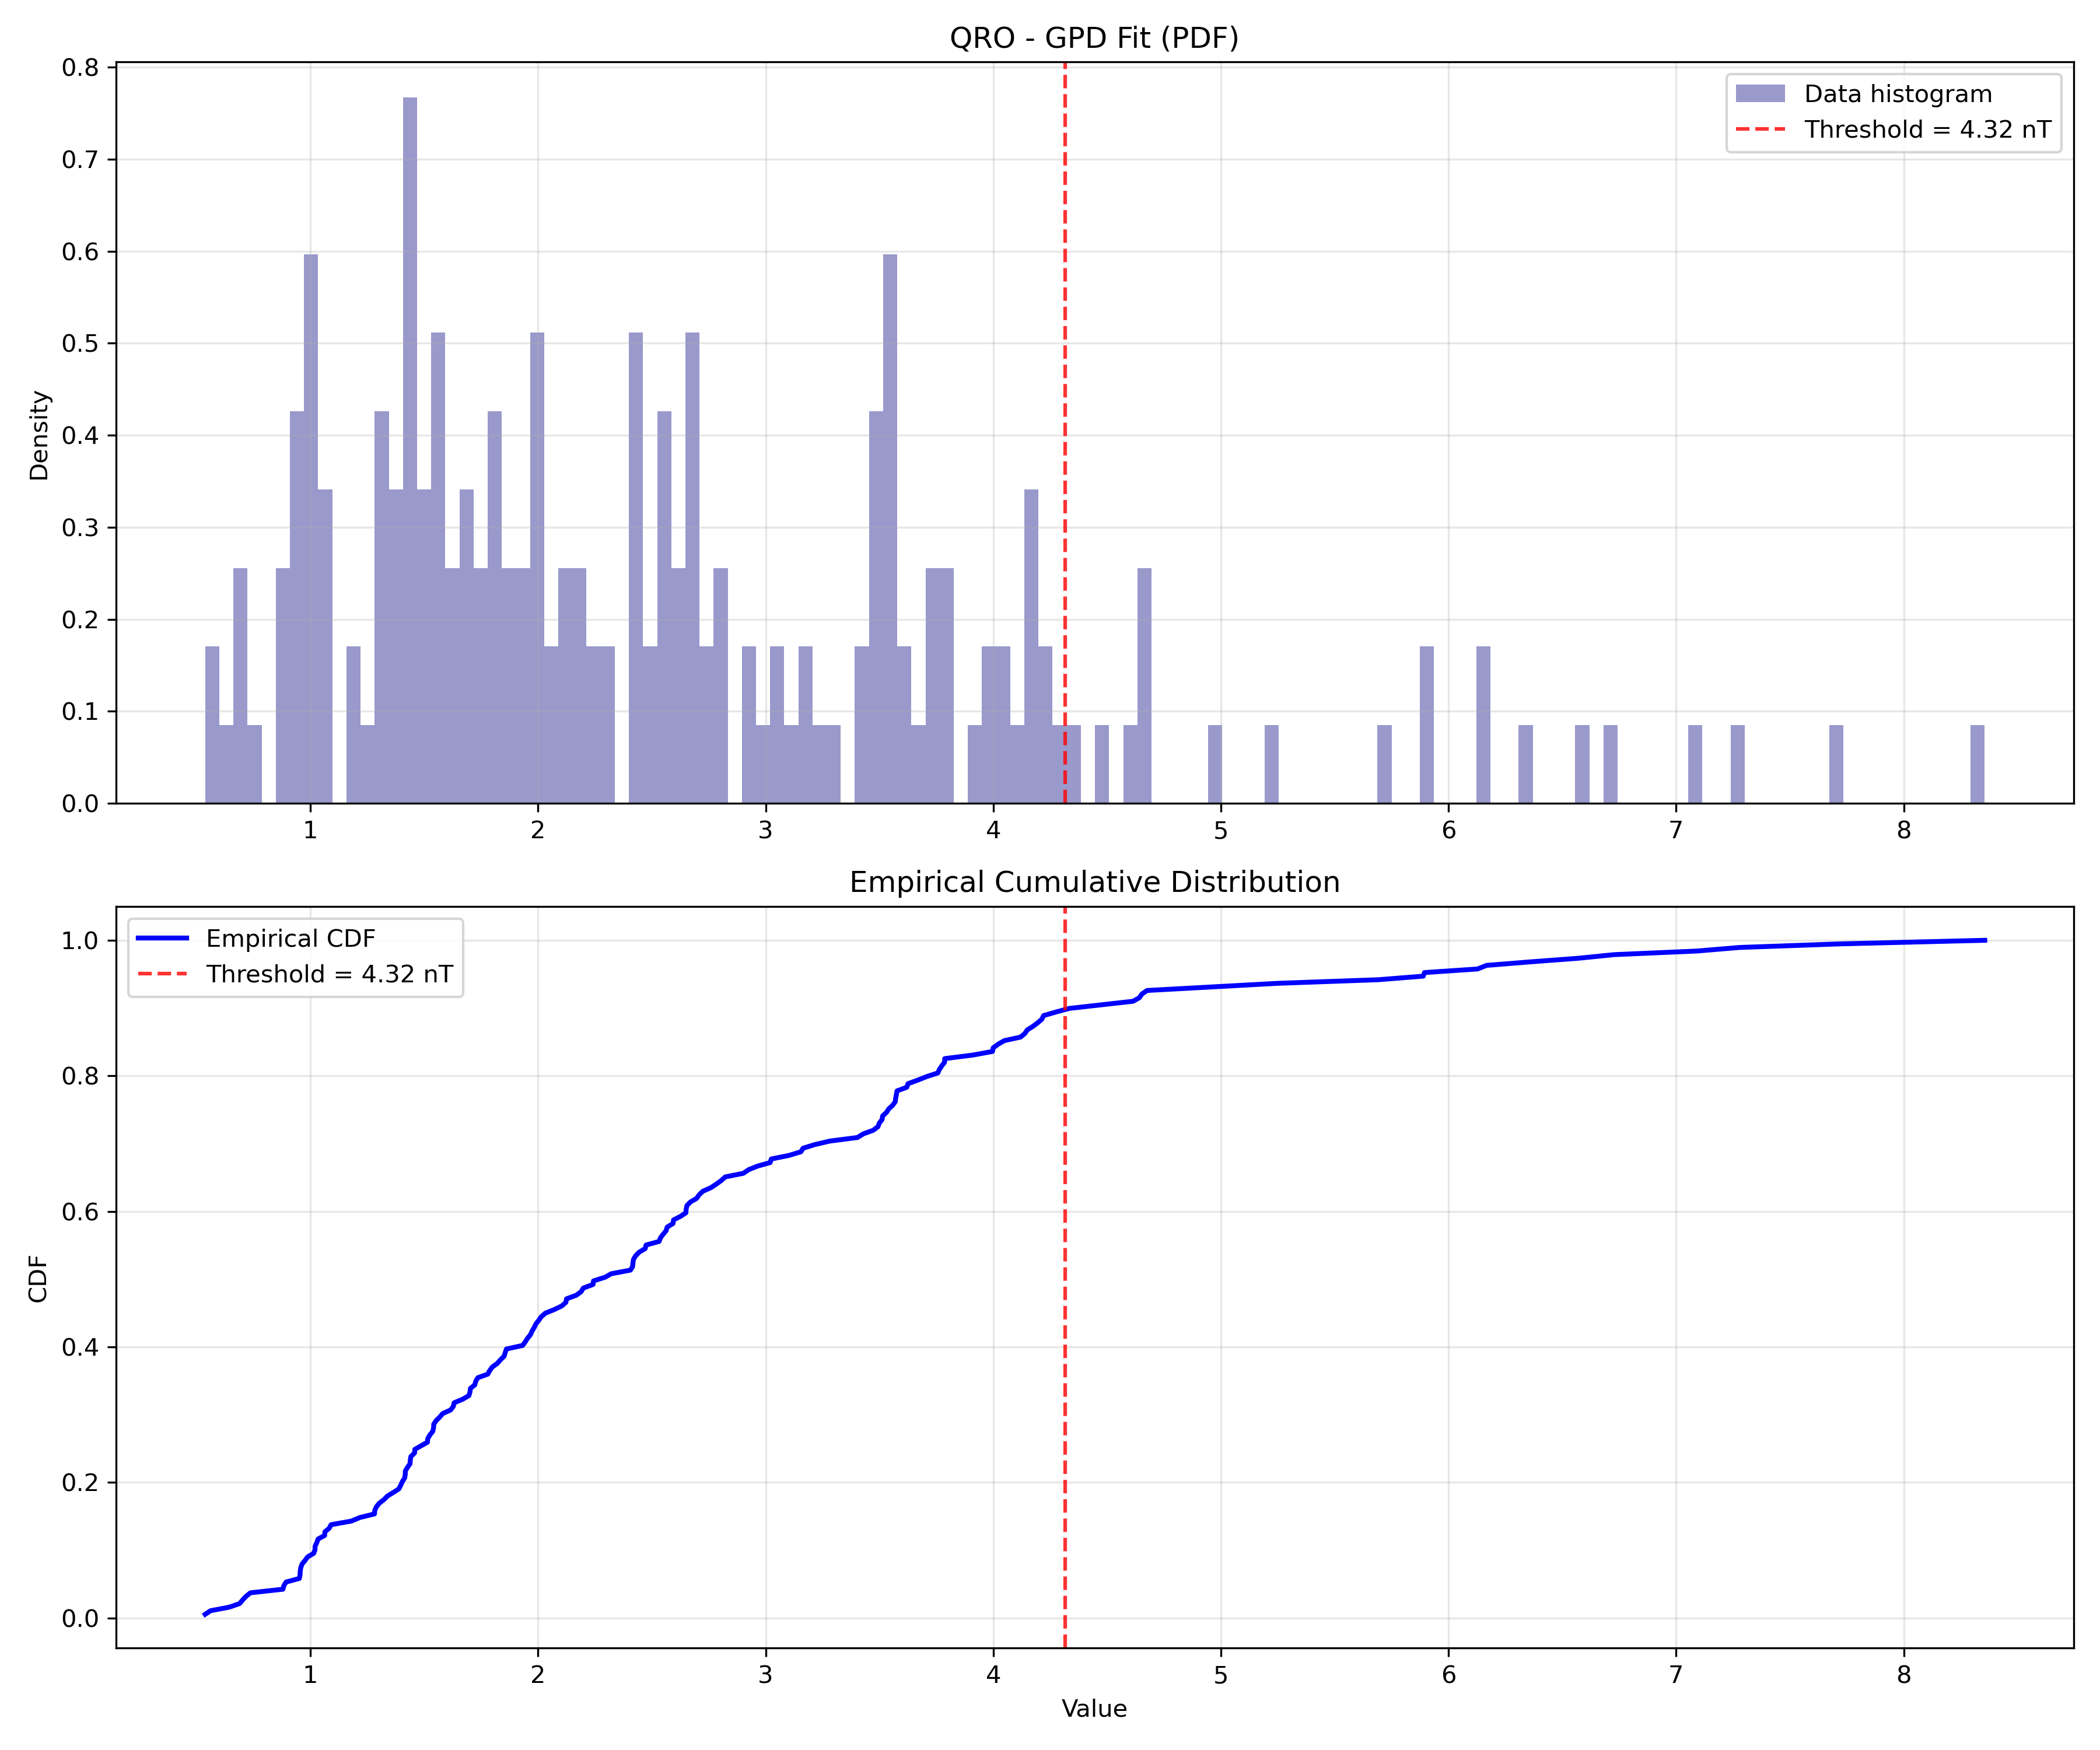 QRO - GPD Fit (PDF)
0.8
0.7
0.6
0.5
0.4
0.3
0.2
0.1
0.0
Density
Data histogram
Threshold = 4.32 nT
1 2 3 4 5 6 7 8
Empirical Cumulative Distribution
1.0
0.8
0.6
0.4
0.2
0.0
CDF
Empirical CDF
Threshold = 4.32 nT
1 2 3 4 5 6 7 8
Value